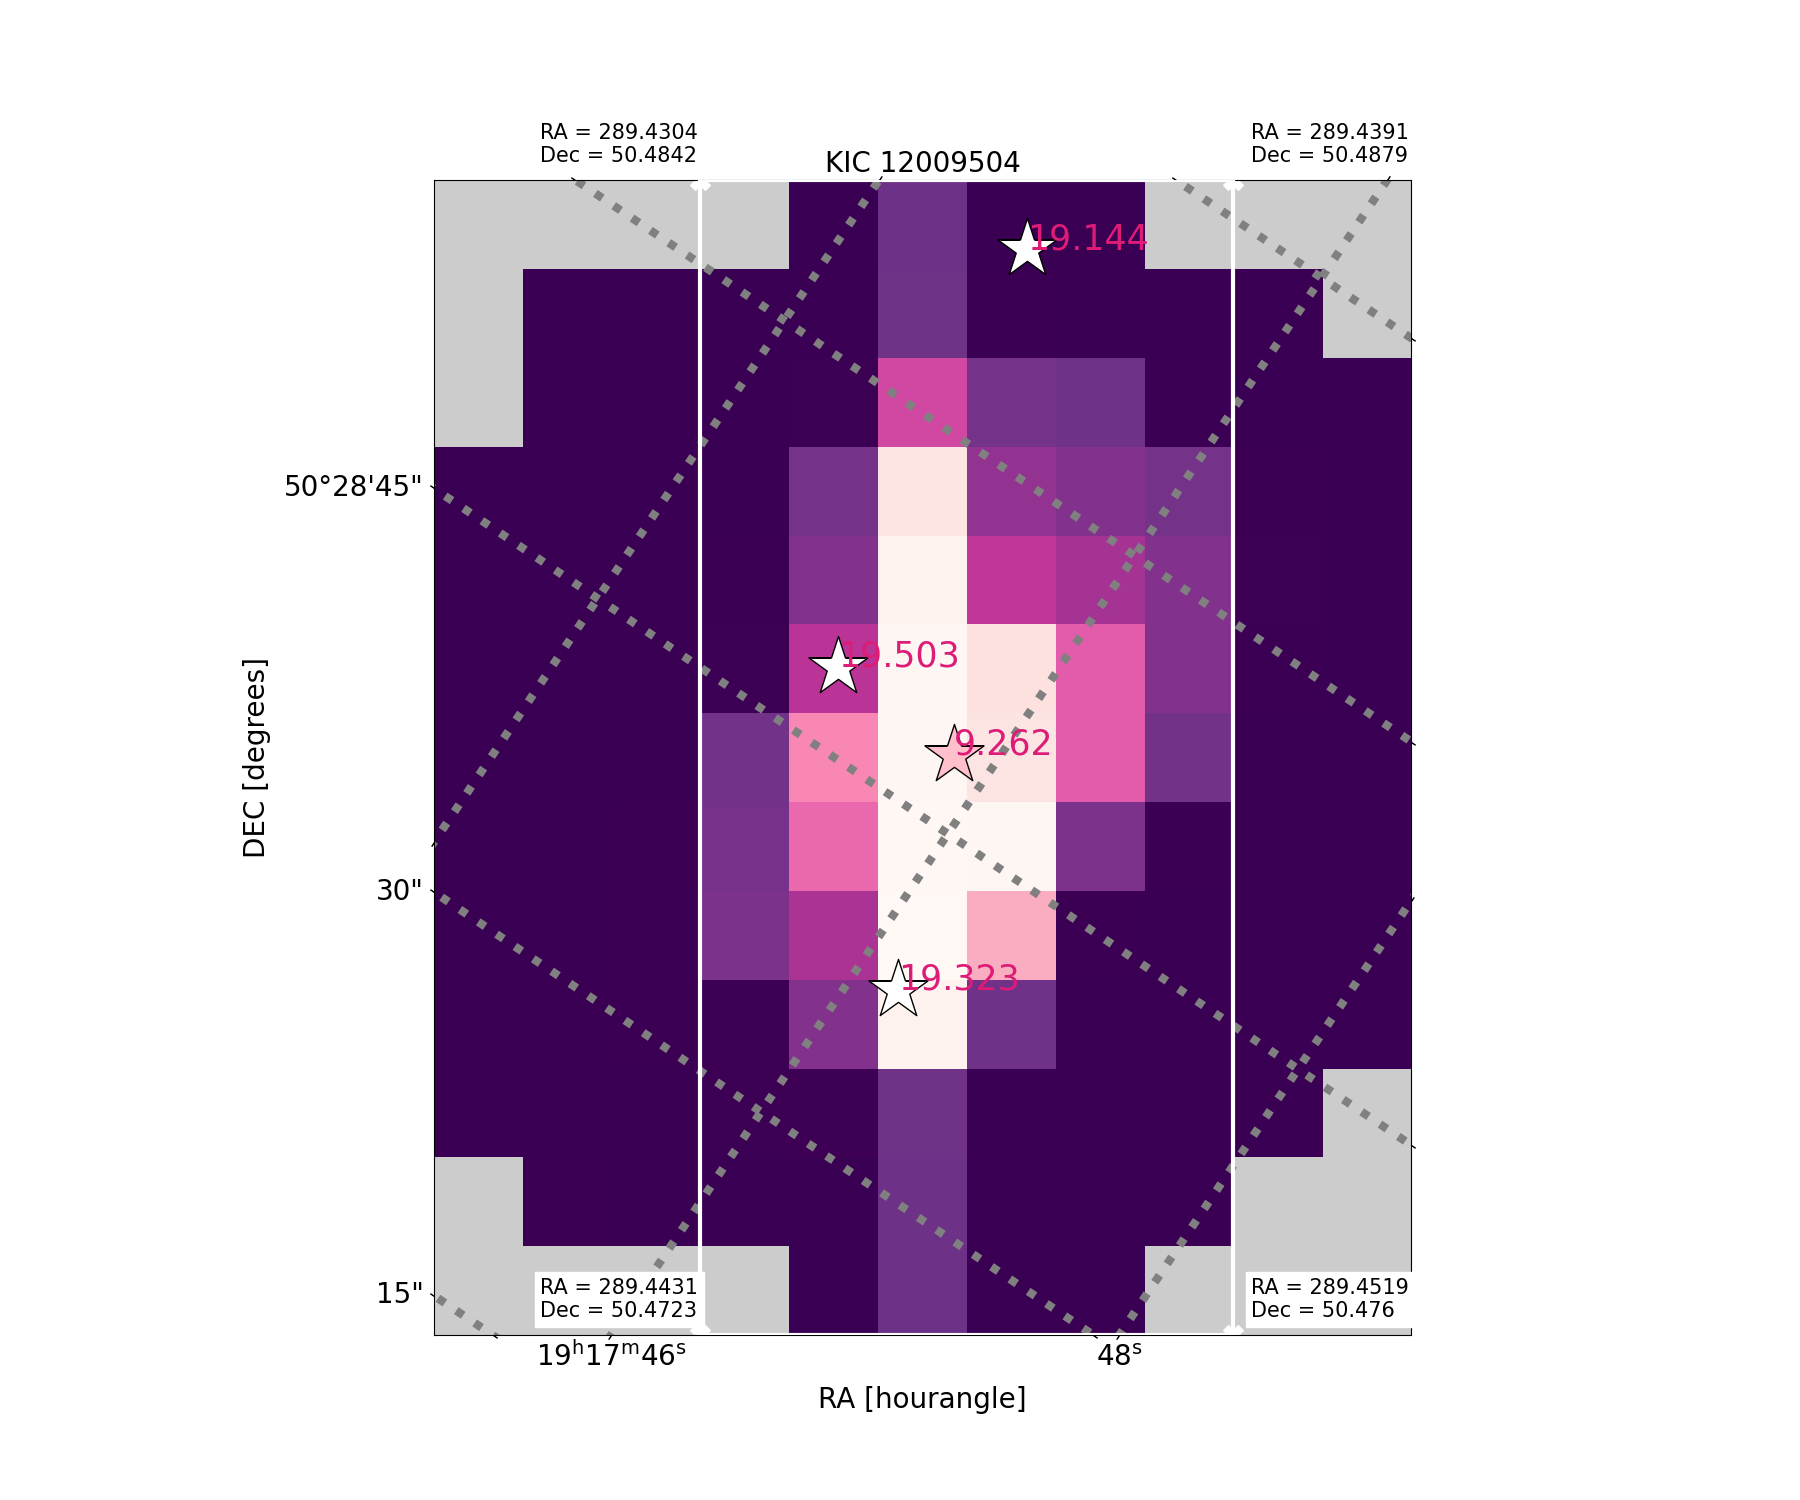 RA = 289.4304
Dec = 50.4842
RA = 289.4391
Dec = 50.4879
KIC 12009504
19.144
50°28'45"
19.503
9.262
DEC [degrees]
30"
19.323
15"
RA = 289.4431
Dec = 50.4723
RA = 289.4519
Dec = 50.476
19ʰ17ᵐ46ˢ
48ˢ
RA [hourangle]